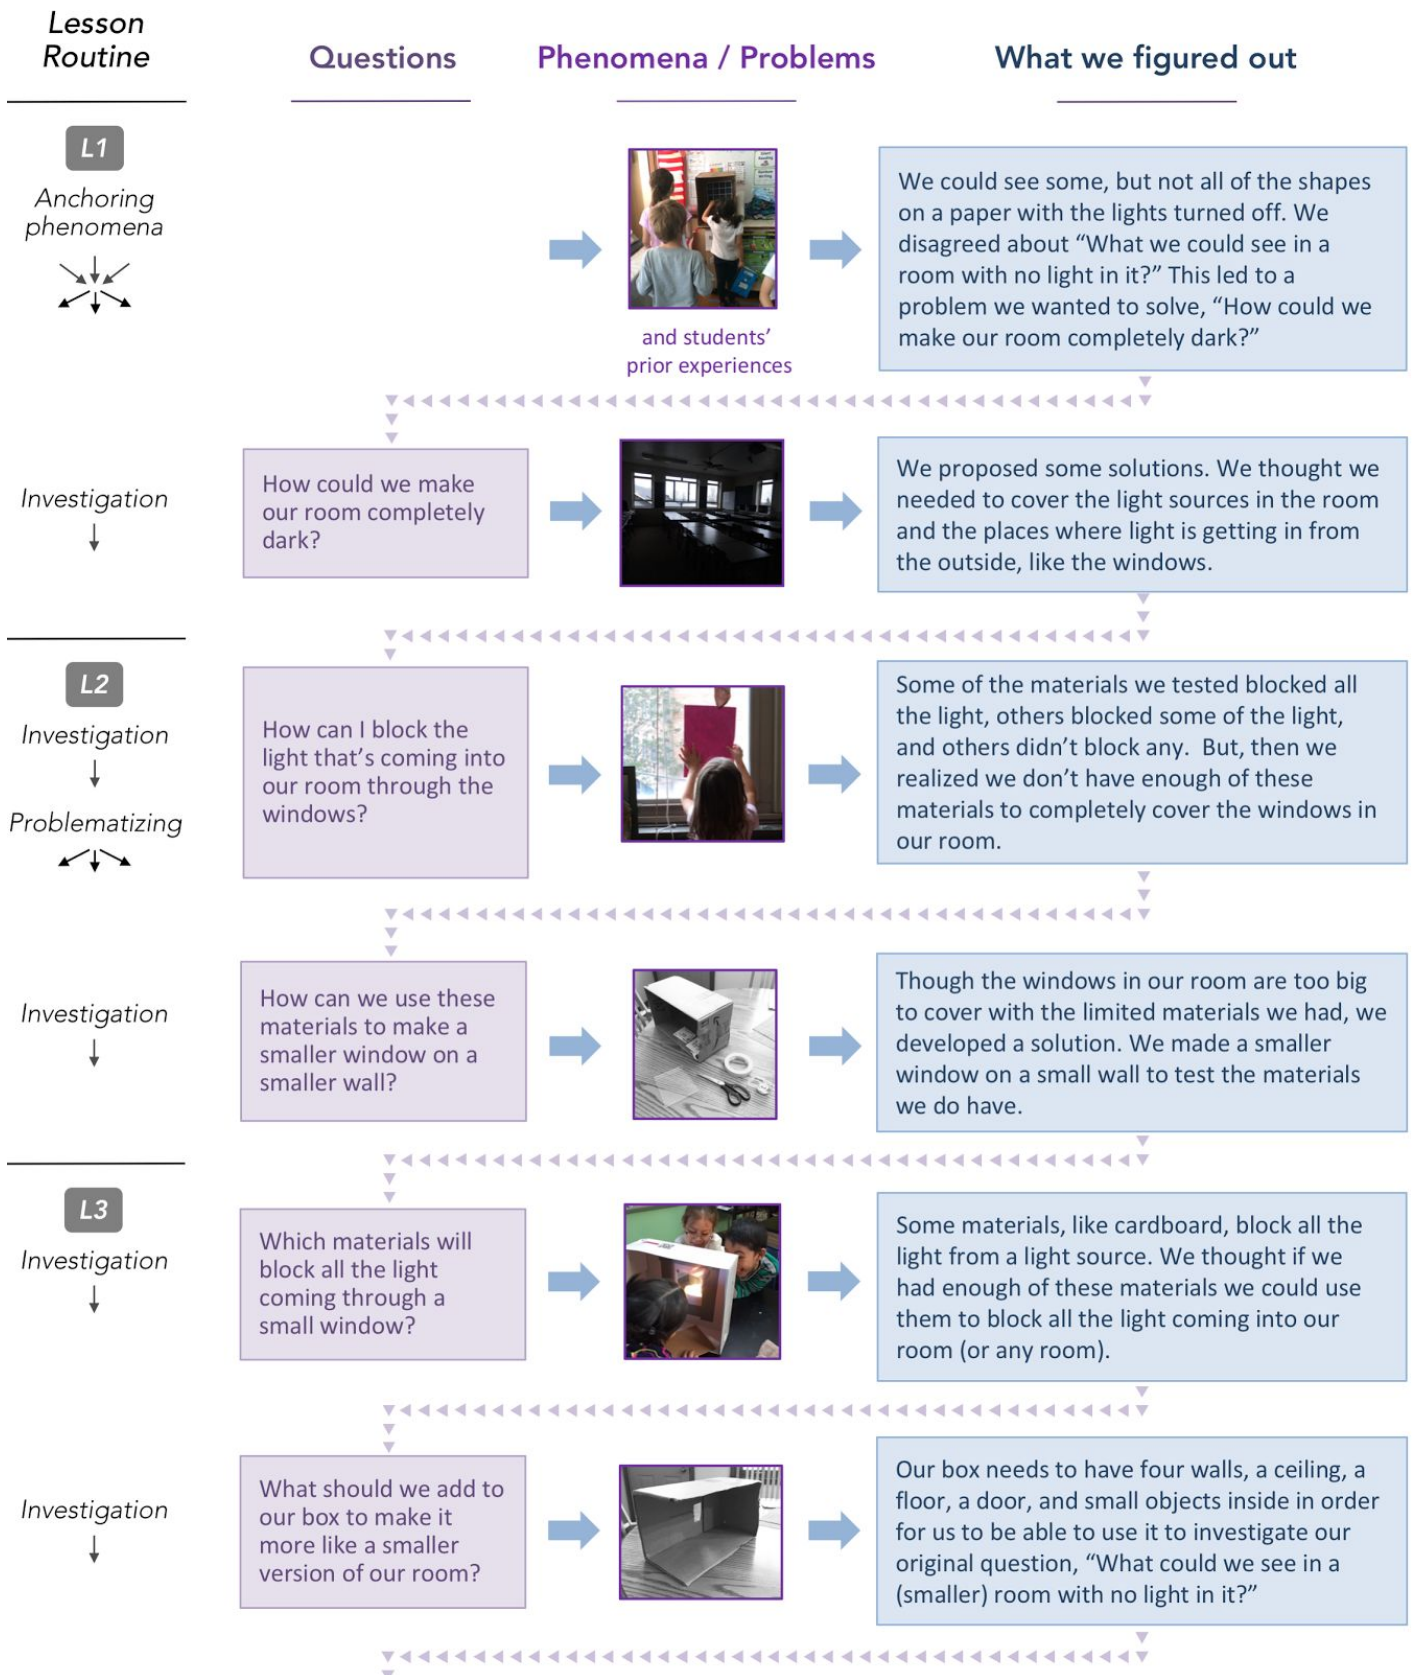 Lesson
Routine
Questions
Phenomena / Problems
What we figured out
L1
Anchoring
phenomena
and students’
prior experiences
We could see some, but not all of the shapes
on a paper with the lights turned off. We
disagreed about “What we could see in a
room with no light in it?” This led to a
problem we wanted to solve, “How could we
make our room completely dark?”
Investigation
How could we make
our room completely
dark?
We proposed some solutions. We thought we
needed to cover the light sources in the room
and the places where light is getting in from
the outside, like the windows.
L2
Investigation
Problematizing
How can I block the
light that’s coming into
our room through the
windows?
Some of the materials we tested blocked all
the light, others blocked some of the light,
and others didn’t block any.  But, then we
realized we don’t have enough of these
materials to completely cover the windows in
our room.
Investigation
How can we use these
materials to make a
smaller window on a
smaller wall?
Though the windows in our room are too big
to cover with the limited materials we had, we
developed a solution. We made a smaller
window on a small wall to test the materials
we do have.
L3
Investigation
Which materials will
block all the light
coming through a
small window?
Some materials, like cardboard, block all the
light from a light source. We thought if we
had enough of these materials we could use
them to block all the light coming into our
room (or any room).
Investigation
What should we add to
our box to make it
more like a smaller
version of our room?
Our box needs to have four walls, a ceiling, a
floor, a door, and small objects inside in order
for us to be able to use it to investigate our
original question, “What could we see in a
(smaller) room with no light in it?”